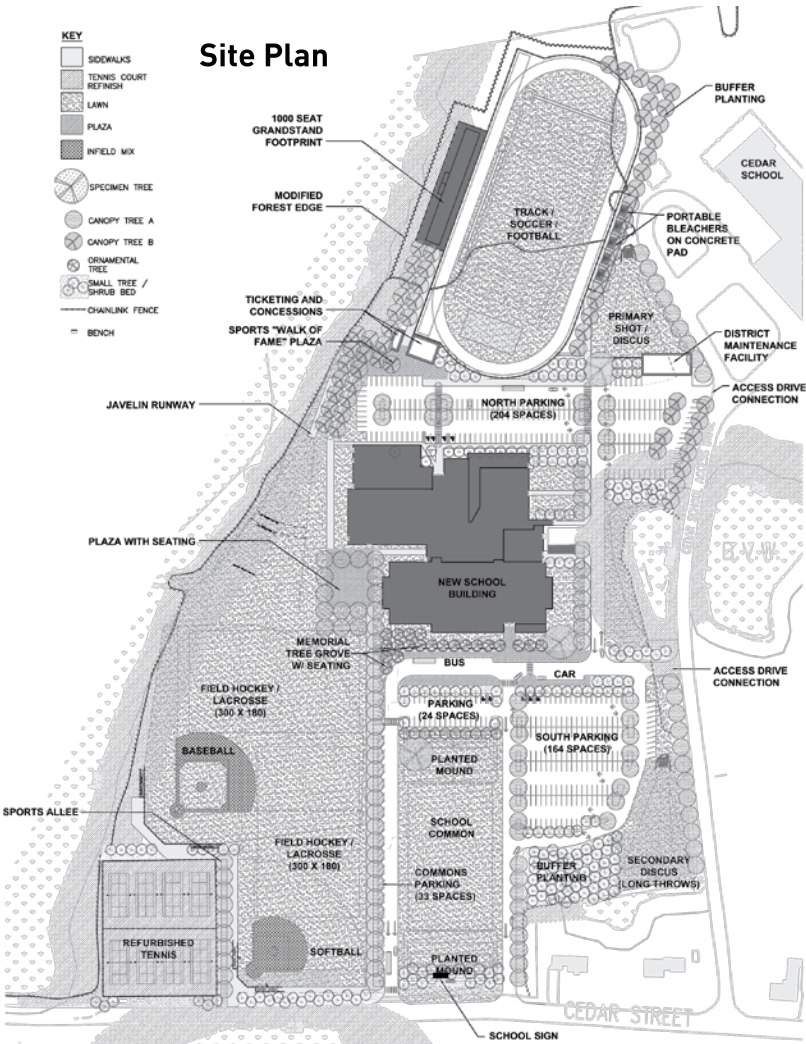 Site Plan
KEY
SIDEWALKS
TENNIS COURT
REFINISH
LAWN
PLAZA
INFIELD MIX
SPECIMEN TREE
CANOPY TREE A
CANOPY TREE B
ORNAMENTAL
TREE
SMALL TREE /
SHRUB BED
CHAINLINK FENCE
BENCH
1000 SEAT
GRANDSTAND
FOOTPRINT
MODIFIED
FOREST EDGE
TICKETING AND
CONCESSIONS
SPORTS "WALK OF
FAME" PLAZA
JAVELIN RUNWAY
PLAZA WITH SEATING
BUFFER
PLANTING
CEDAR
SCHOOL
TRACK /
SOCCER /
FOOTBALL
PORTABLE
BLEACHERS
ON CONCRETE
PAD
PRIMARY
SHOT /
DISCUS
DISTRICT
MAINTENANCE
FACILITY
ACCESS DRIVE
CONNECTION
NORTH PARKING
(204 SPACES)
B.V.W
NEW SCHOOL
BUILDING
MEMORIAL
TREE GROVE
W/ SEATING
BUS
CAR
ACCESS DRIVE
CONNECTION
FIELD HOCKEY /
LACROSSE
(300 X 180)
PARKING
(24 SPACES)
SOUTH PARKING
(164 SPACES)
BASEBALL
PLANTED
MOUND
SPORTS ALLEE
SCHOOL
COMMON
FIELD HOCKEY /
LACROSSE
(300 X 180)
COMMONS
PARKING
(33 SPACES)
BUFFER
PLANTING
SECONDARY
DISCUS
(LONG THROWS)
REFURBISHED
TENNIS
SOFTBALL
PLANTED
MOUND
CEDAR STREET
SCHOOL SIGN